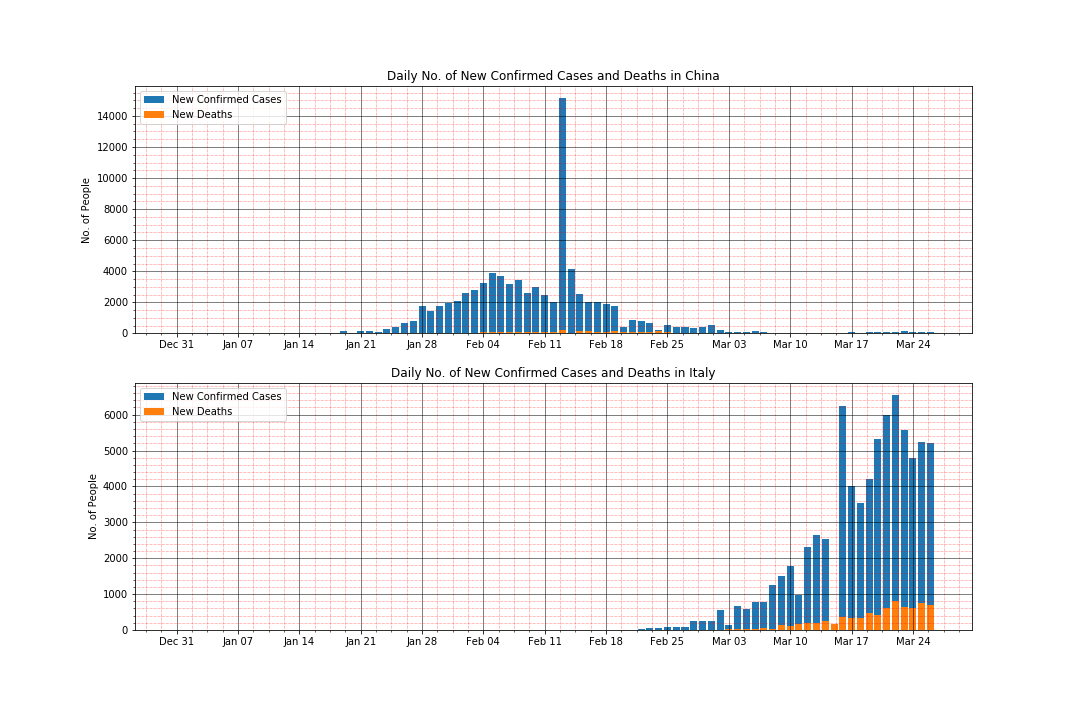 Daily No. of New Confirmed Cases and Deaths in China
New Confirmed Cases
New Deaths
No. of People
14000
12000
10000
8000
6000
4000
2000
0
Dec 31 Jan 07 Jan 14 Jan 21 Jan 28 Feb 04 Feb 11 Feb 18 Feb 25 Mar 03 Mar 10 Mar 17 Mar 24
Daily No. of New Confirmed Cases and Deaths in Italy
New Confirmed Cases
New Deaths
No. of People
6000
5000
4000
3000
2000
1000
0
Dec 31 Jan 07 Jan 14 Jan 21 Jan 28 Feb 04 Feb 11 Feb 18 Feb 25 Mar 03 Mar 10 Mar 17 Mar 24